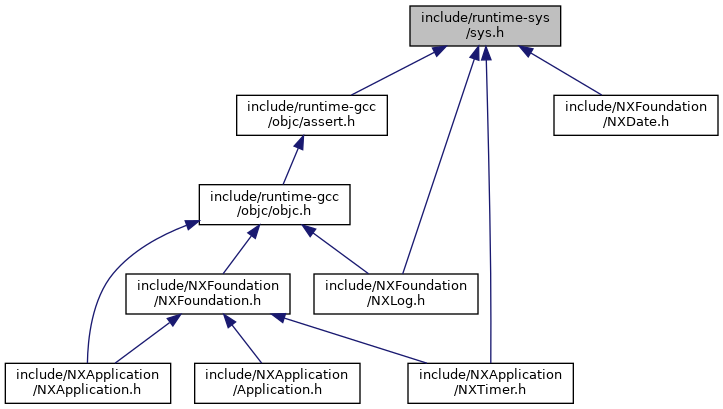 include/runtime-sys
/sys.h
include/runtime-gcc
/objc/assert.h
include/NXFoundation
/NXDate.h
include/runtime-gcc
/objc/objc.h
include/NXFoundation
/NXFoundation.h
include/NXFoundation
/NXLog.h
include/NXApplication
/NXApplication.h
include/NXApplication
/Application.h
include/NXApplication
/NXTimer.h